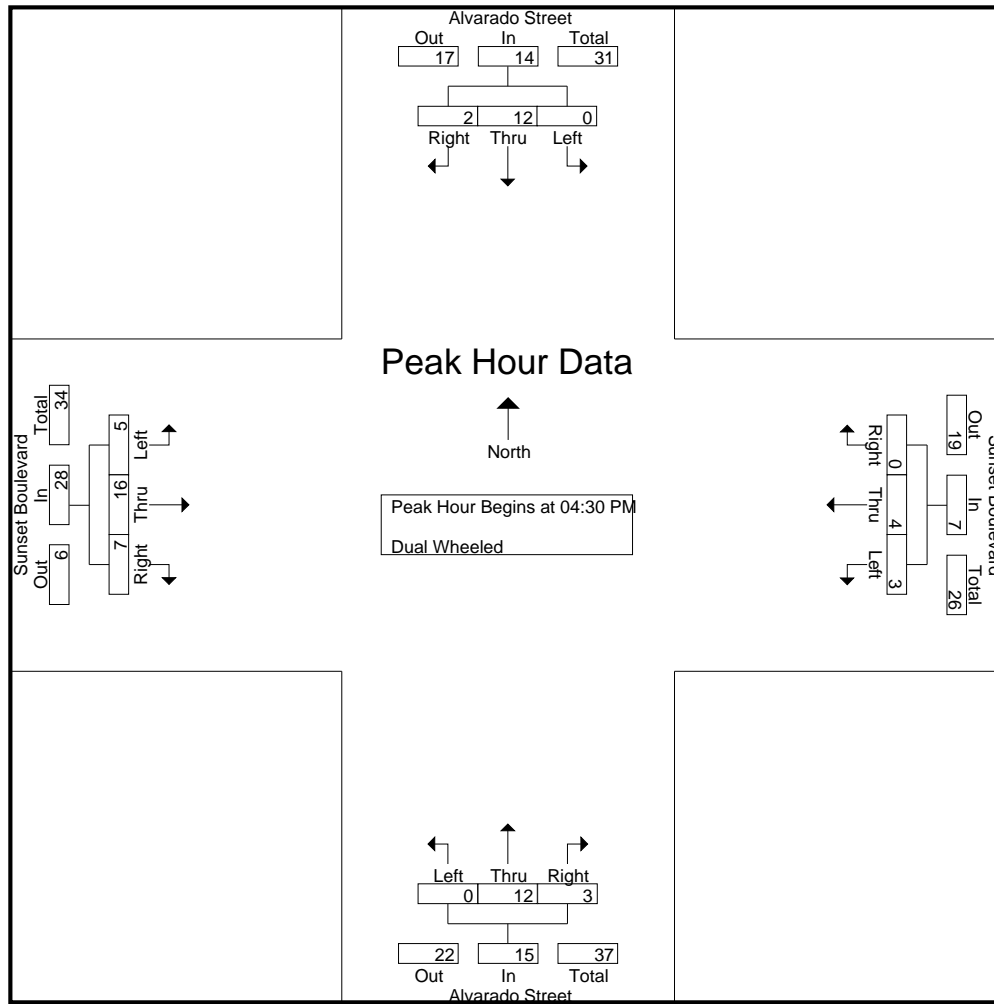 Alvarado Street
Out In Total
17 14 31
2 12 0
Right Thru Left
Peak Hour Data
North
Peak Hour Begins at 04:30 PM
Dual Wheeled
Sunset Boulevard
Out In Total
6 28 34
5 16 7
Left Thru Right
Sunset Boulevard
Out In Total
19 7 26
0 4 3
Right Thru Left
Left Thru Right
0 12 3
22 15 37
Out In Total
Alvarado Street